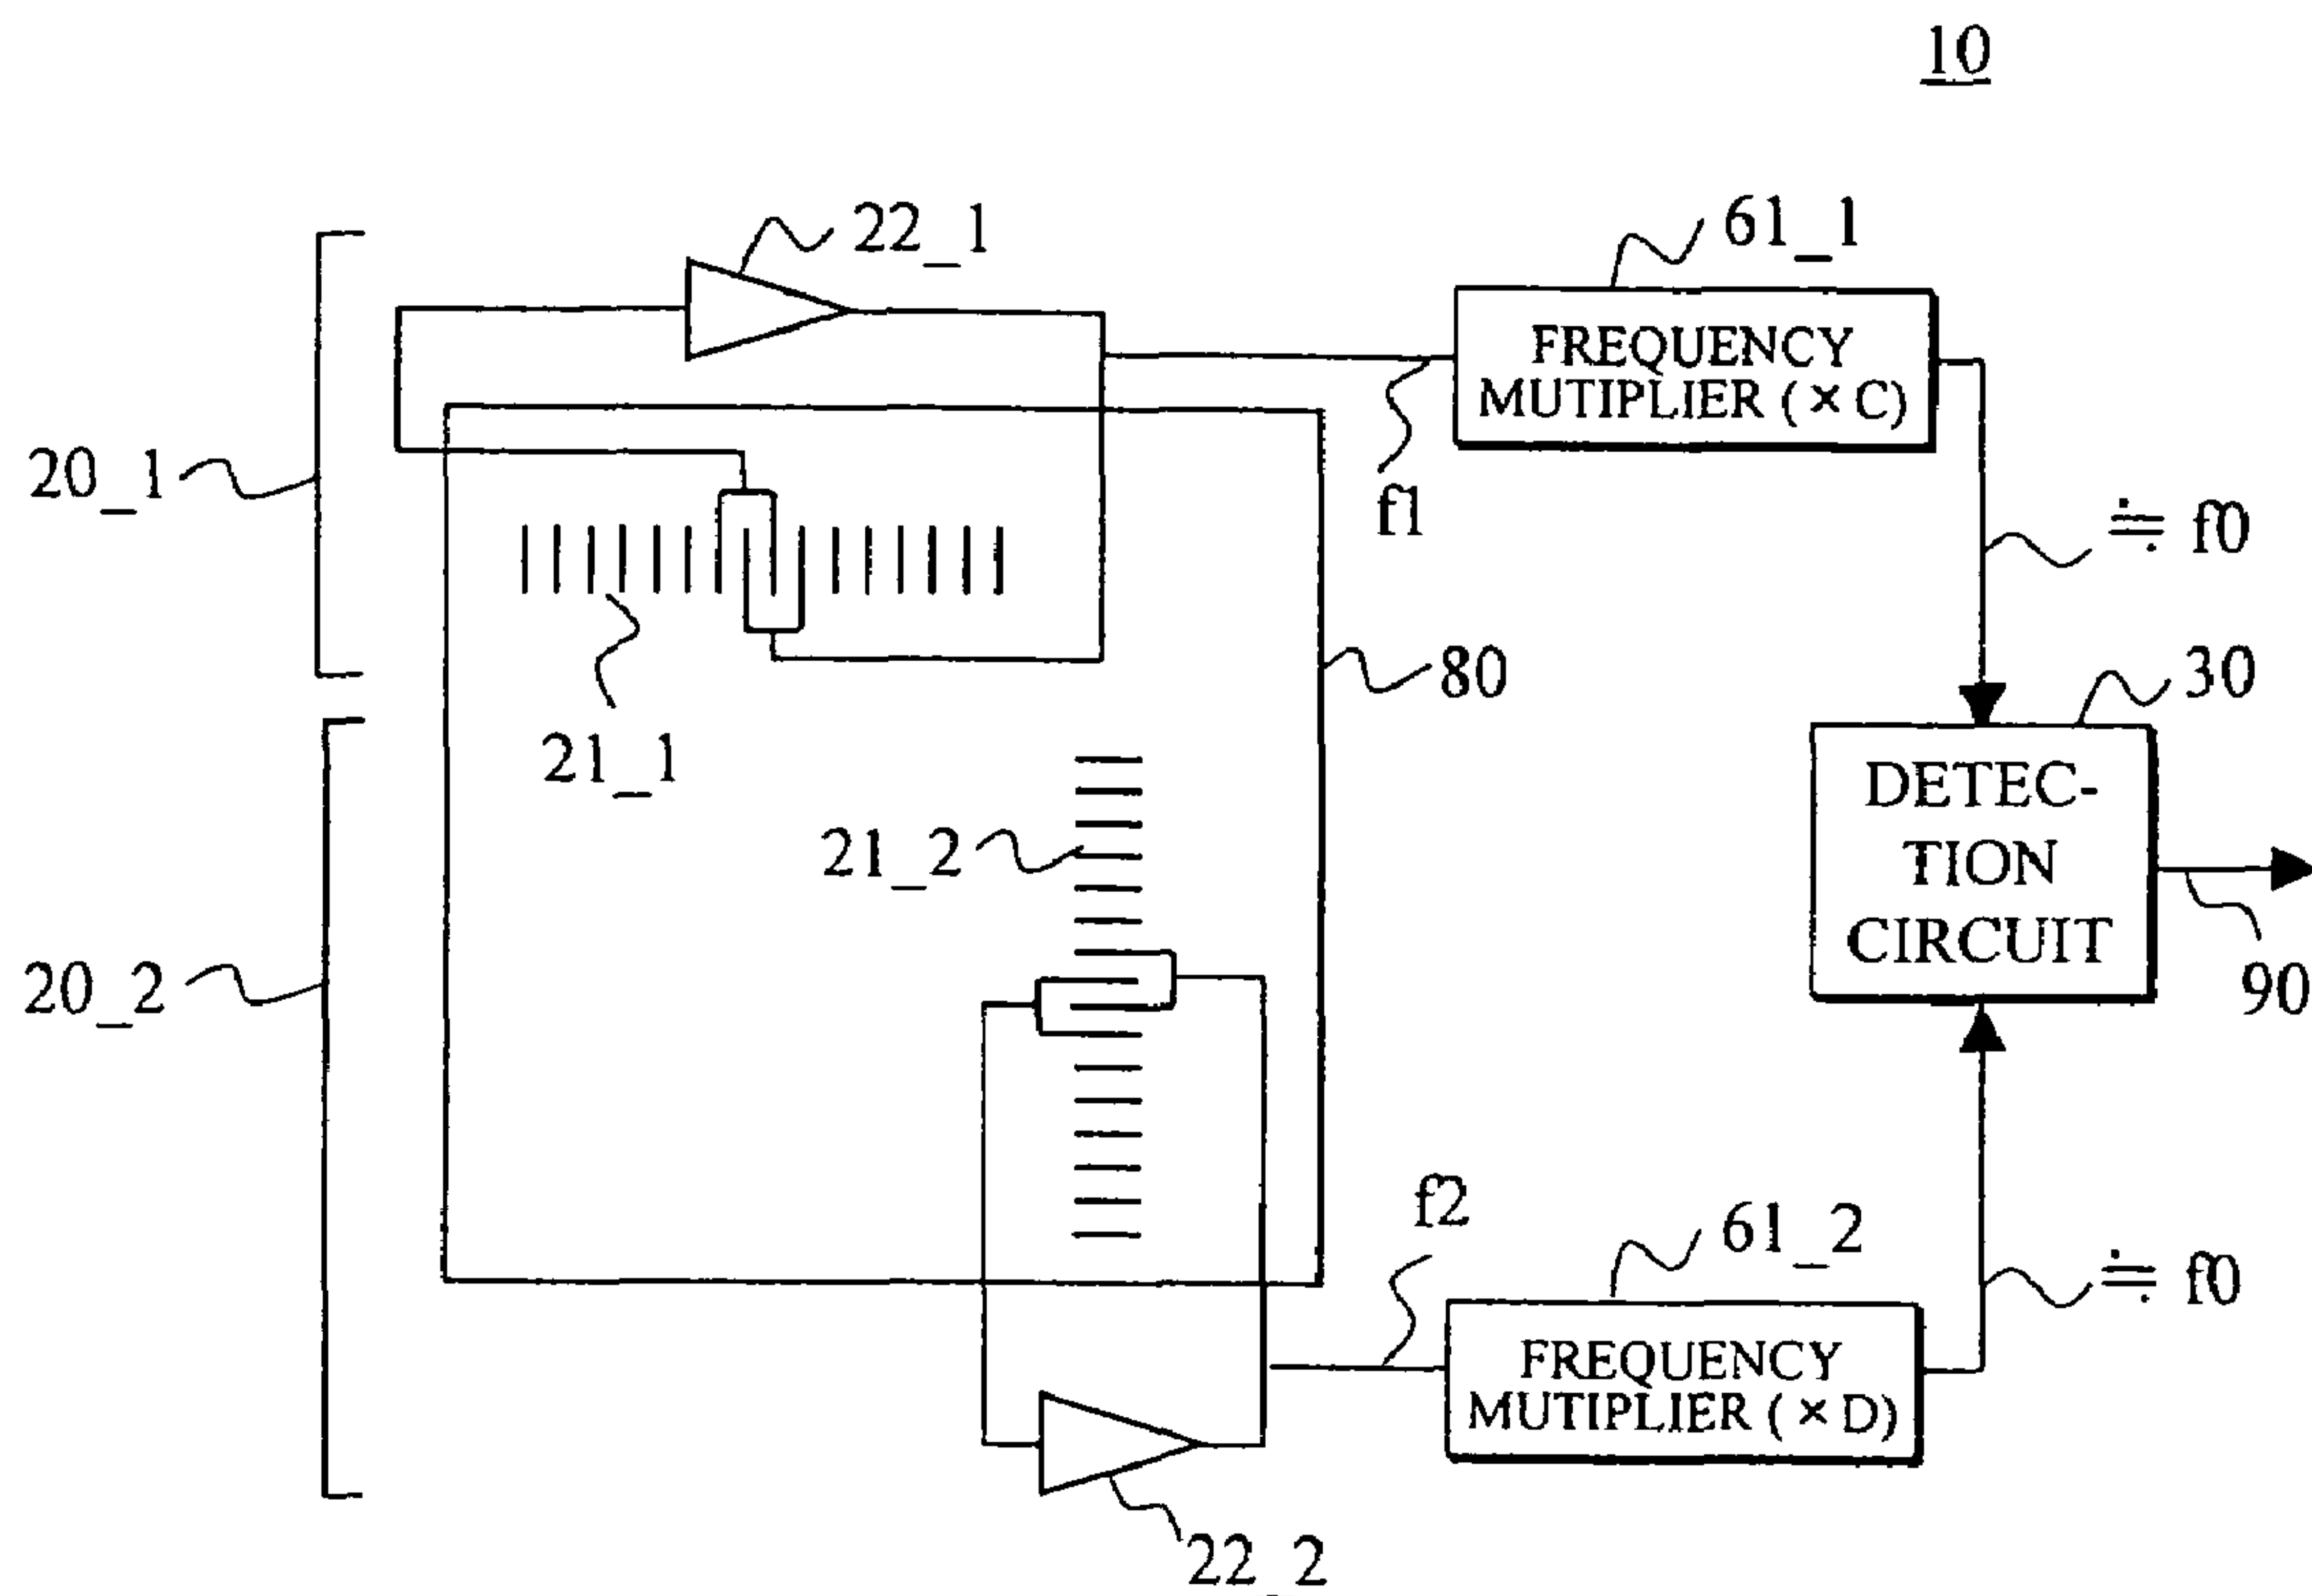 10
22_1
61_1
FREQUENCY
MUTIPLIER (× C)
20_1
f1
≒ f0
30
80
21_1
DETEC-
TION
CIRCUIT
21_2
20_2
90
f2
61_2
≒ f0
FREQUENCY
MUTIPLIER (× D)
22_2